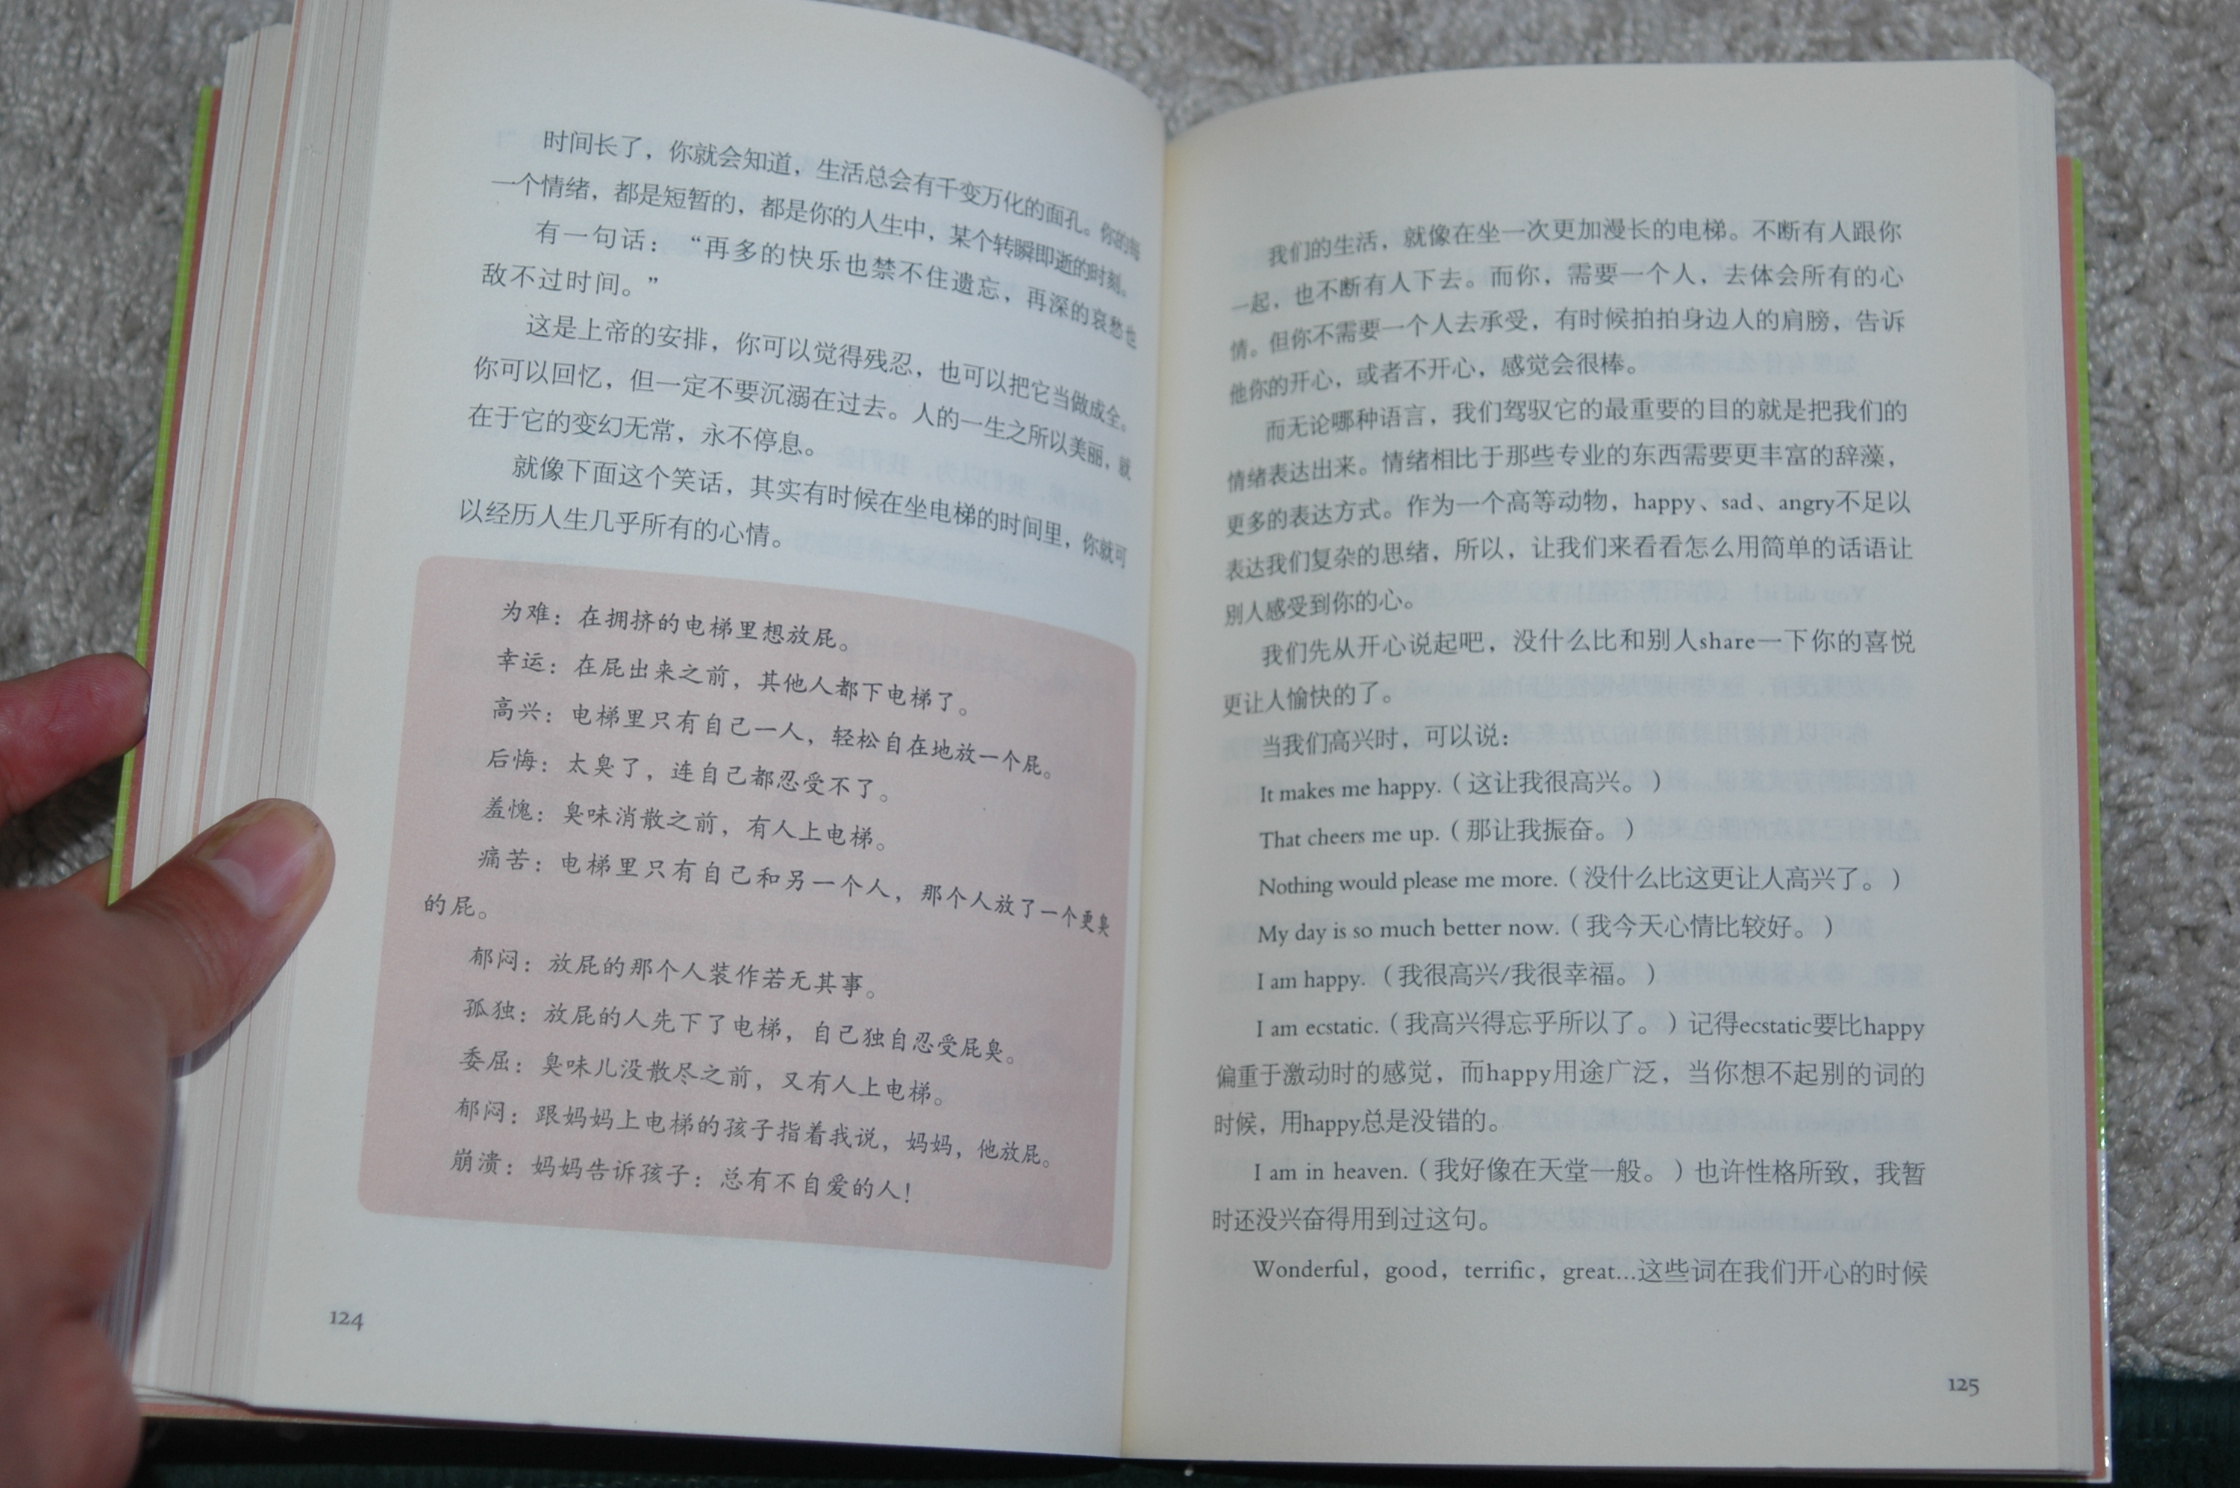 时间长了，你就会知道，生活总会有千变万化的面孔。你的每
一个情绪，都是短暂的，都是你的人生中，某个转瞬即逝的时刻。
有一句话：“再多的快乐也禁不住遗忘，再深的哀愁也
敌不过时间。”
这是上帝的安排，你可以觉得残忍，也可以把它当做成全。
你可以回忆，但一定不要沉溺在过去。人的一生之所以美丽，就
在于它的变幻无常，永不停息。
就像下面这个笑话，其实有时候在坐电梯的时间里，你就可
以经历人生几乎所有的心情。
为难：在拥挤的电梯里想放屁。
幸运：在屁出来之前，其他人都下电梯了。
高兴：电梯里只有自己一人，轻松自在地放一个屁。
后悔：太臭了，连自己都忍受不了。
羞愧：臭味消散之前，有人上电梯。
痛苦：电梯里只有自己和另一个人，那个人放了一个更臭
的屁。
郁闷：放屁的那个人装作若无其事。
孤独：放屁的人先下了电梯，自己独自忍受屁臭。
委屈：臭味儿没散尽之前，又有人上电梯。
郁闷：跟妈妈上电梯的孩子指着我说，妈妈，他放屁。
崩溃：妈妈告诉孩子：总有不自爱的人！
124
我们的生活，就像在坐一次更加漫长的电梯。不断有人跟你
一起，也不断有人下去。而你，需要一个人，去体会所有的心
情。但你不需要一个人去承受，有时候拍拍身边人的肩膀，告诉
他你的开心，或者不开心，感觉会很棒。
而无论哪种语言，我们驾驭它的最重要的目的就是把我们的
情绪表达出来。情绪相比于那些专业的东西需要更丰富的辞藻，
更多的表达方式。作为一个高等动物，happy、sad、angry不足以
表达我们复杂的思绪，所以，让我们来看看怎么用简单的话语让
别人感受到你的心。
我们先从开心说起吧，没什么比和别人share一下你的喜悦
更让人愉快的了。
当我们高兴时，可以说：
It makes me happy.（这让我很高兴。）
That cheers me up.（那让我振奋。）
Nothing would please me more.（没什么比这更让人高兴了。）
My day is so much better now.（我今天心情比较好。）
I am happy.（我很高兴/我很幸福。）
I am ecstatic.（我高兴得忘乎所以了。）记得ecstatic要比happy
偏重于激动时的感觉，而happy用途广泛，当你想不起别的词的
时候，用happy总是没错的。
I am in heaven.（我好像在天堂一般。）也许性格所致，我暂
时还没兴奋得用到过这句。
Wonderful，good，terrific，great...这些词在我们开心的时候
125